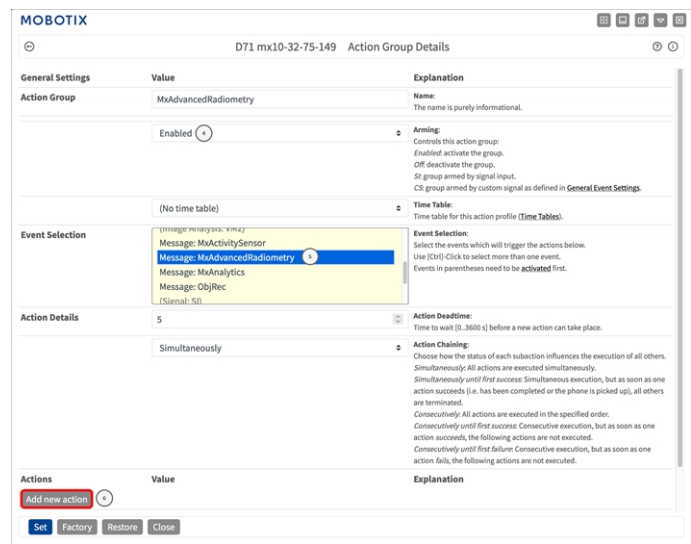 MOBOTIX
D71 mx10-32-75-149 Action Group Details
General Settings Value Explanation
Action Group MxAdvancedRadiometry Name:
The name is purely informational.
Enabled 4 Arming:
Controls this action group:
Enabled: activate the group.
Off: deactivate the group.
SI: group armed by signal input.
CS: group armed by custom signal as defined in General Event Settings.
(No time table) Time Table:
Time table for this action profile (Time Tables).
Event Selection (Image Analysis: VM2) Event Selection:
Message: MxActivitySensor Select the events which will trigger the actions below.
Message: MxAdvancedRadiometry 5 Use [Ctrl]-Click to select more than one event.
Message: MxAnalytics Events in parentheses need to be activated first.
Message: ObjRec
(Signal: SI)
Action Details 5 Action Deadtime:
Time to wait [0..3600 s] before a new action can take place.
Simultaneously Action Chaining:
Choose how the status of each subaction influences the execution of all others.
Simultaneously: All actions are executed simultaneously.
Simultaneously until first success: Simultaneous execution, but as soon as one
action succeeds (i.e. has been completed or the phone is picked up), all others
are terminated.
Consecutively: All actions are executed in the specified order.
Consecutively until first success: Consecutive execution, but as soon as one
action succeeds, the following actions are not executed.
Consecutively until first failure: Consecutive execution, but as soon as one
action fails, the following actions are not executed.
Actions Value Explanation
Add new action 6
Set Factory Restore Close